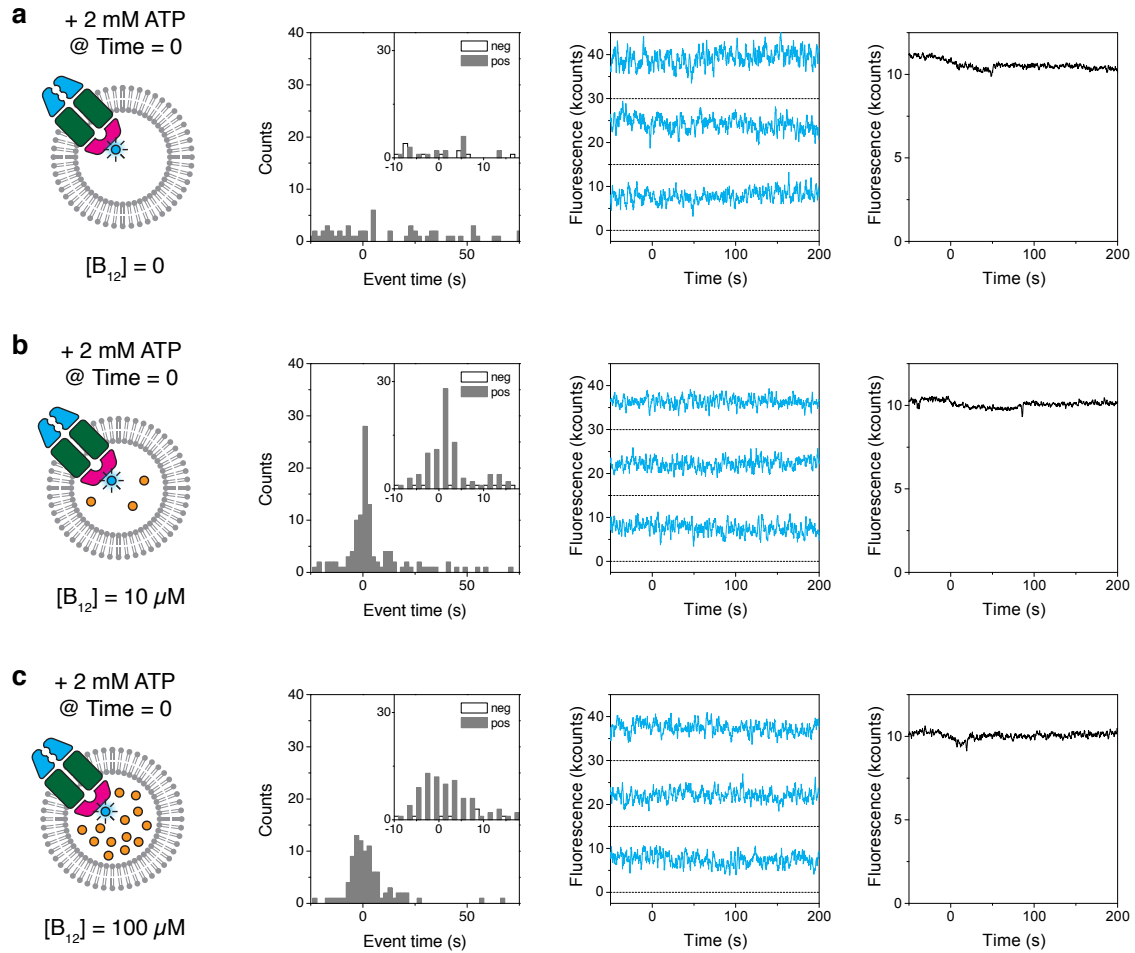 a
+ 2 mM ATP
@ Time = 0
[B12] = 0
Counts
40
30
20
10
0
0
50
Event time (s)
30
0
-10
0
10
neg
pos
Fluorescence (kcounts)
40
30
20
10
0
0
100
200
Time (s)
Fluorescence (kcounts)
10
5
0
0
100
200
Time (s)
b
+ 2 mM ATP
@ Time = 0
[B12] = 10 µM
Counts
40
30
20
10
0
0
50
Event time (s)
30
0
-10
0
10
neg
pos
Fluorescence (kcounts)
40
30
20
10
0
0
100
200
Time (s)
Fluorescence (kcounts)
10
5
0
0
100
200
Time (s)
c
+ 2 mM ATP
@ Time = 0
[B12] = 100 µM
Counts
40
30
20
10
0
0
50
Event time (s)
30
0
-10
0
10
neg
pos
Fluorescence (kcounts)
40
30
20
10
0
0
100
200
Time (s)
Fluorescence (kcounts)
10
5
0
0
100
200
Time (s)